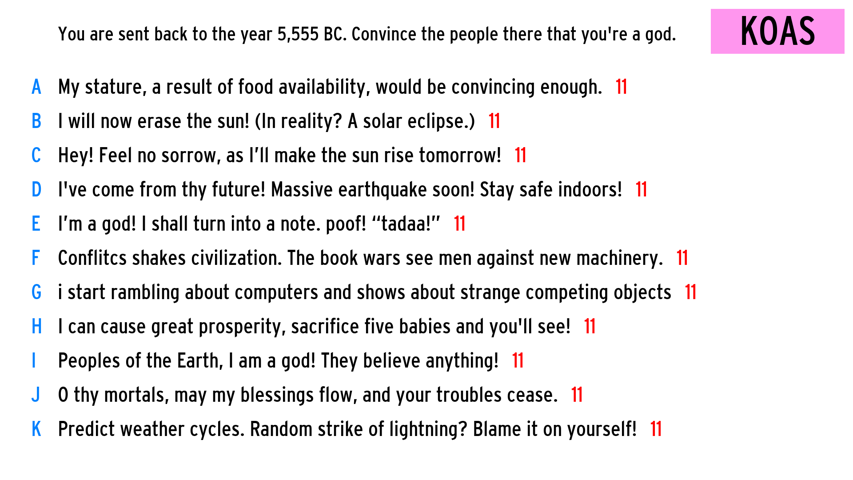 You are sent back to the year 5,555 BC. Convince the people there that you're a god.
KOAS
A My stature, a result of food availability, would be convincing enough. 11
B I will now erase the sun! (In reality? A solar eclipse.) 11
C Hey! Feel no sorrow, as I’ll make the sun rise tomorrow! 11
D I've come from thy future! Massive earthquake soon! Stay safe indoors! 11
E I’m a god! I shall turn into a note. poof! “tadaa!” 11
F Conflitcs shakes civilization. The book wars see men against new machinery. 11
G i start rambling about computers and shows about strange competing objects 11
H I can cause great prosperity, sacrifice five babies and you'll see! 11
I Peoples of the Earth, I am a god! They believe anything! 11
J O thy mortals, may my blessings flow, and your troubles cease. 11
K Predict weather cycles. Random strike of lightning? Blame it on yourself! 11